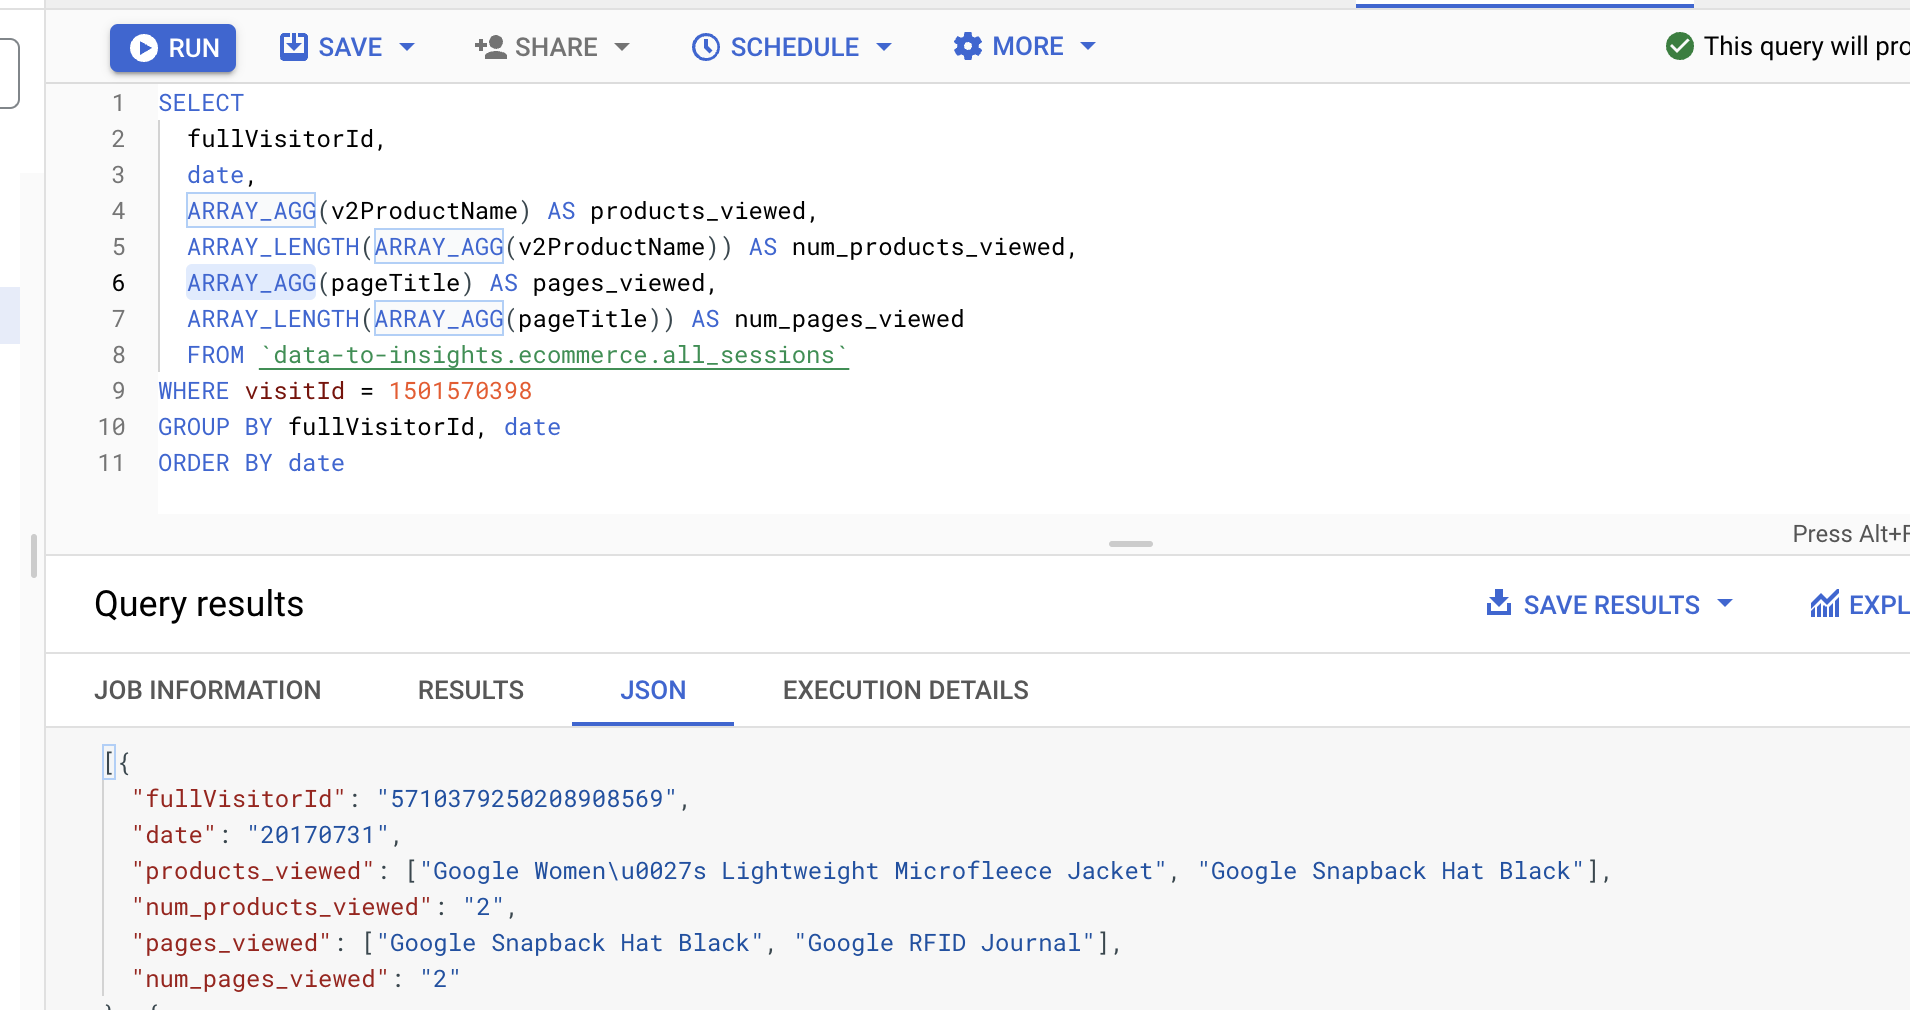 RUN SAVE SHARE SCHEDULE MORE This query will pro
1 SELECT
2 fullVisitorId,
3 date,
4 ARRAY_AGG(v2ProductName) AS products_viewed,
5 ARRAY_LENGTH(ARRAY_AGG(v2ProductName)) AS num_products_viewed,
6 ARRAY_AGG(pageTitle) AS pages_viewed,
7 ARRAY_LENGTH(ARRAY_AGG(pageTitle)) AS num_pages_viewed
8 FROM `data-to-insights.ecommerce.all_sessions`
9 WHERE visitId = 1501570398
10 GROUP BY fullVisitorId, date
11 ORDER BY date
Press Alt+F
Query results SAVE RESULTS EXPL
JOB INFORMATION RESULTS JSON EXECUTION DETAILS
[{
"fullVisitorId": "5710379250208908569",
"date": "20170731",
"products_viewed": ["Google Women\u0027s Lightweight Microfleece Jacket", "Google Snapback Hat Black"],
"num_products_viewed": "2",
"pages_viewed": ["Google Snapback Hat Black", "Google RFID Journal"],
"num_pages_viewed": "2"